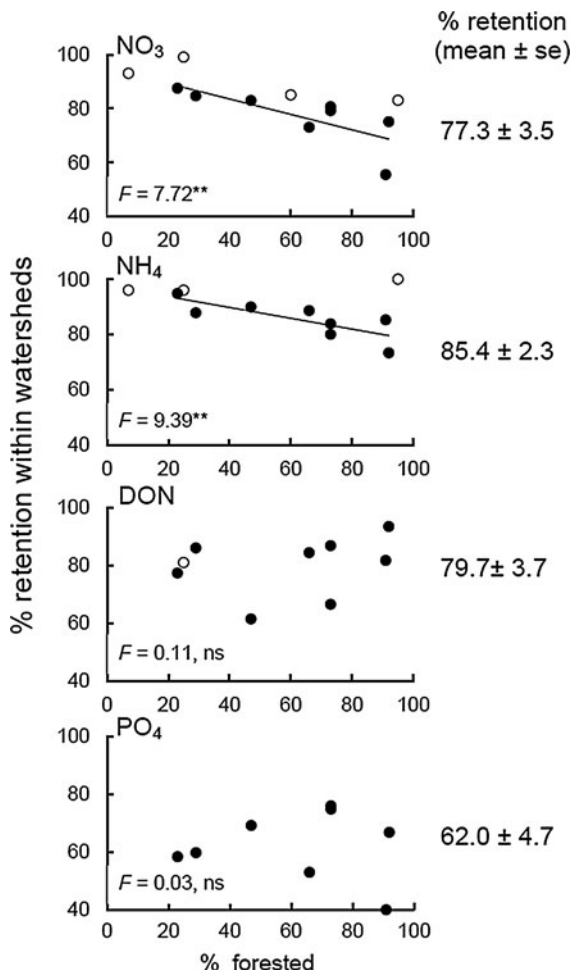 % retention
(mean ± se)
NO3
100
80
60
40
F = 7.72**
0 20 40 60 80 100
77.3 ± 3.5
NH4
100
80
60
40
F = 9.39**
0 20 40 60 80 100
85.4 ± 2.3
% retention within watersheds
DON
100
80
60
40
F = 0.11, ns
0 20 40 60 80 100
79.7± 3.7
PO4
100
80
60
40
F = 0.03, ns
0 20 40 60 80 100
62.0 ± 4.7
% forested